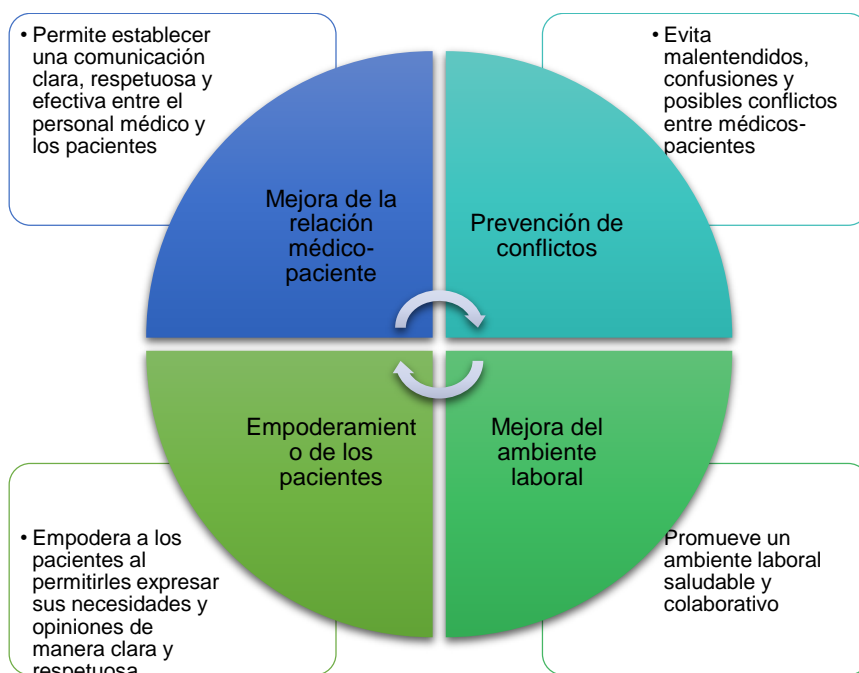 • Permite establecer
una comunicación
clara, respetuosa y
efectiva entre el
personal médico y
los pacientes
• Evita
malentendidos,
confusiones y
posibles conflictos
entre médicos-
pacientes
Mejora de la
relación
médico-
paciente
Prevención de
conflictos
Empoderamient
o de los
pacientes
Mejora del
ambiente
laboral
• Empodera a los
pacientes al
permitirles expresar
sus necesidades y
opiniones de
manera clara y
respetuosa
Promueve un
ambiente laboral
saludable y
colaborativo